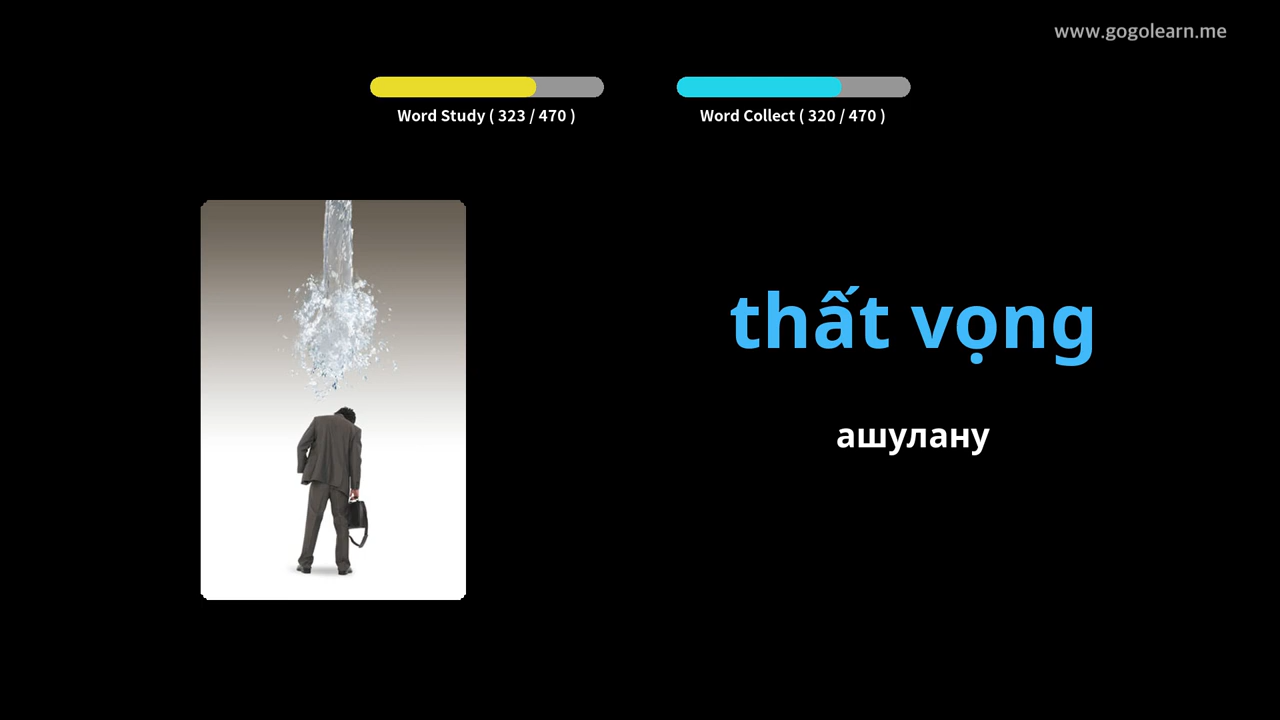 www.gogolearn.me
Word Study ( 323 / 470 )
Word Collect ( 320 / 470 )
thất vọng
ашулану